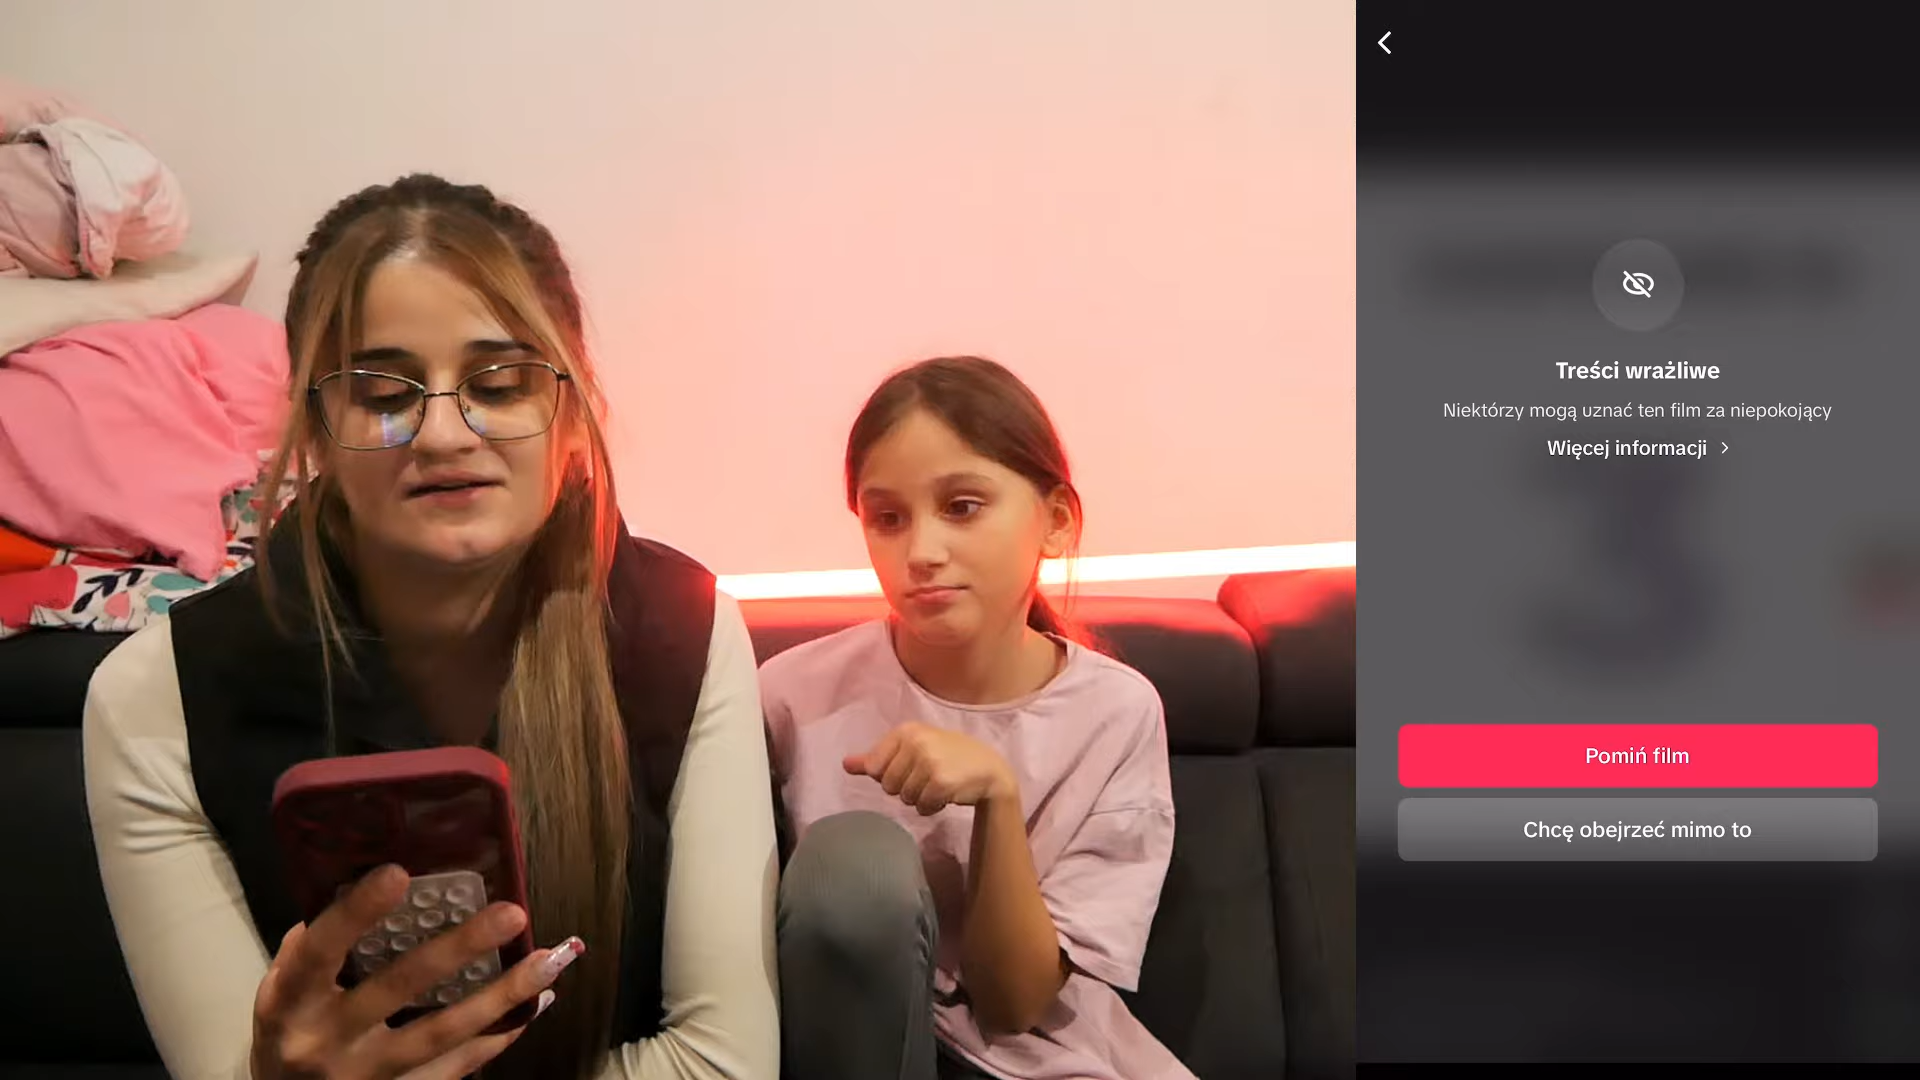 Treści wrażliwe
Niektórzy mogą uznać ten film za niepokojący
Więcej informacji
Pomiń film
Chcę obejrzeć mimo to